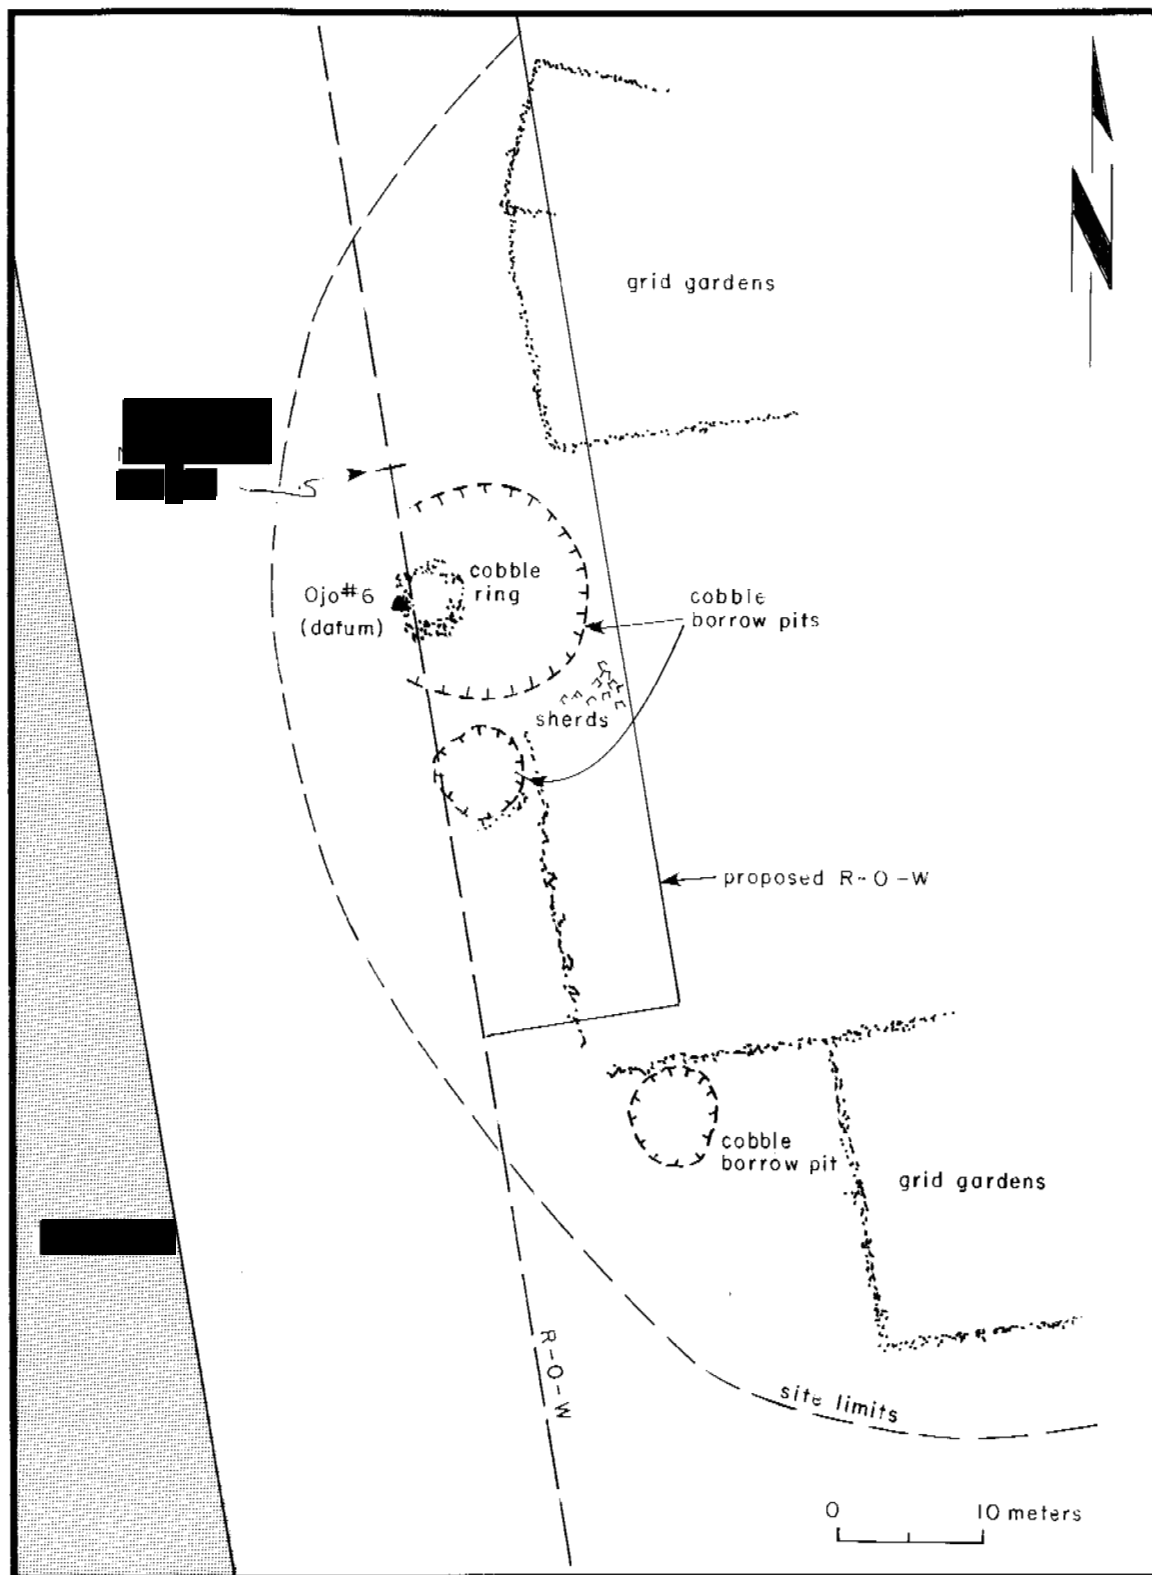 N
grid gardens
cobble
ring
Ojo#6
(datum)
cobble
borrow pits
sherds
proposed R-O-W
cobble
borrow pit
grid gardens
R-O-W
site limits
0 10 meters